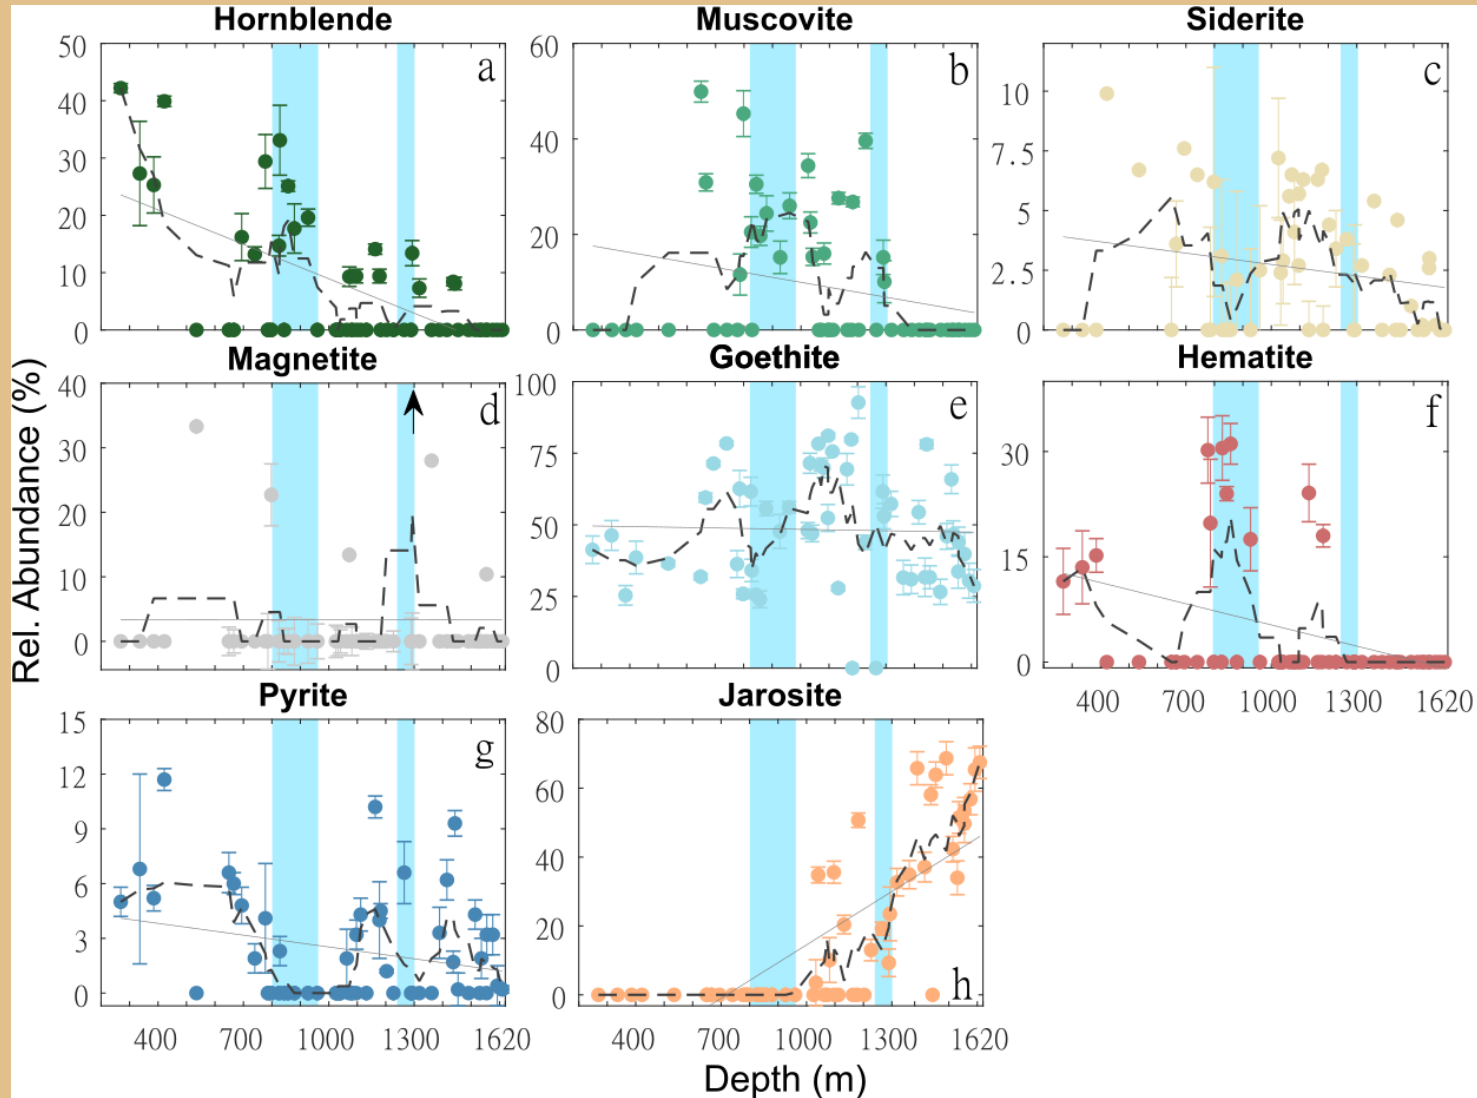 Hornblende Muscovite Siderite
50 60
a b c
40 10
40 7.5
30
20 5
20
10 2.5
0 0 0
Magnetite Goethite Hematite
40 100
d e f
30 75 30
20 50
15
10 25
0 0 0
400 700 1000 1300 1620
Rel. Abundance (%)
Pyrite Jarosite
15 80
g
12 60
9
40
6
20
3
0 0 h
400 700 1000 1300 1620 400 700 1000 1300 1620
Depth (m)